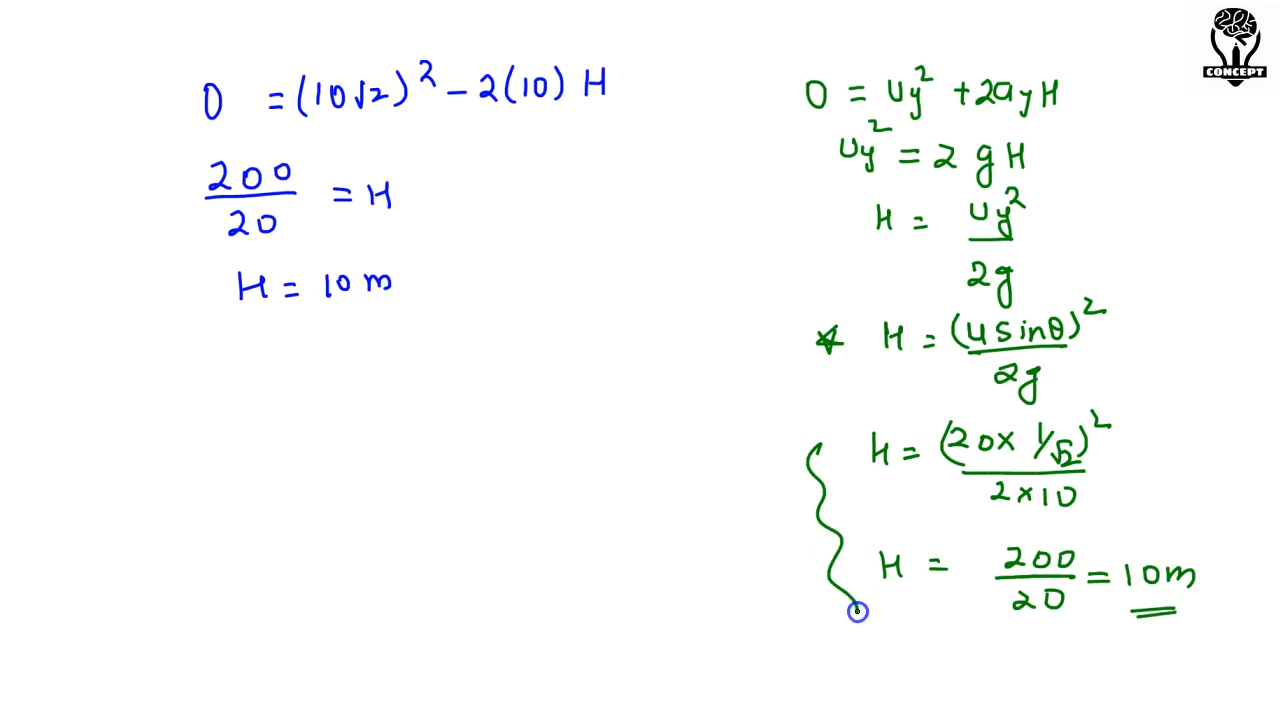 0 = (10√2)² - 2(10) H
200/20 = H
H = 10 m
0 = Uy² + 2ayH
Uy² = 2 g H
H = Uy²/2g
* H = (u sinθ)²/2g
H = (20 × 1/√2)²/2×10
H = 200/20 = 10m
CONCEPT